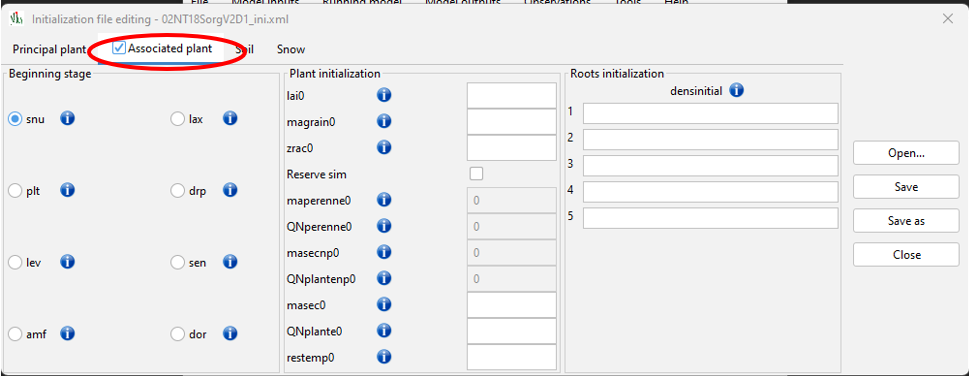 File Model inputs Running model Model outputs Observations Tools Help
Initialization file editing - 02NT18SorgV2D1_ini.xml
Principal plant Associated plant Soil Snow
Beginning stage
snu lax
plt drp
lev sen
amf dor
Plant initialization
lai0
magrain0
zrac0
Reserve sim
maperenne0 0
QNperenne0 0
masecnp0 0
QNplantenp0 0
masec0
QNplante0
restemp0
Roots initialization
densinitial
1
2
3
4
5
Open...
Save
Save as
Close